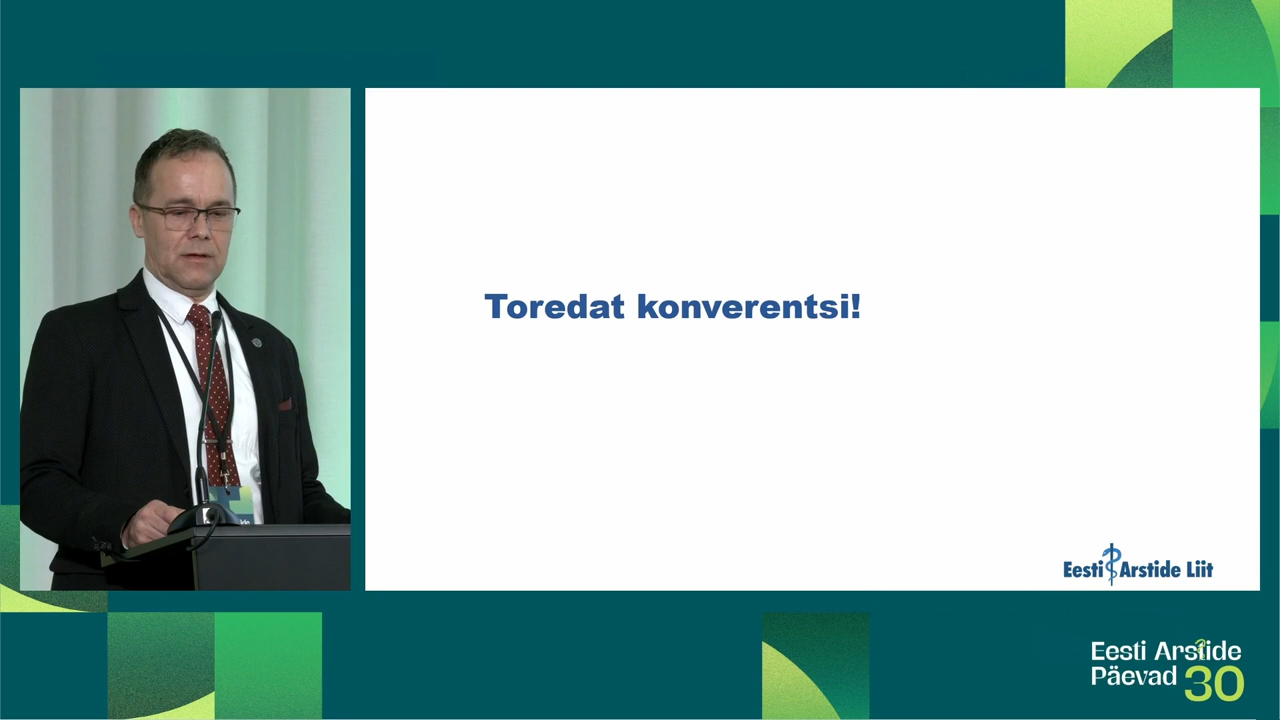 Toredat konverentsi!
Eesti Arstide Liit
Eesti Arstide
Päevad 30